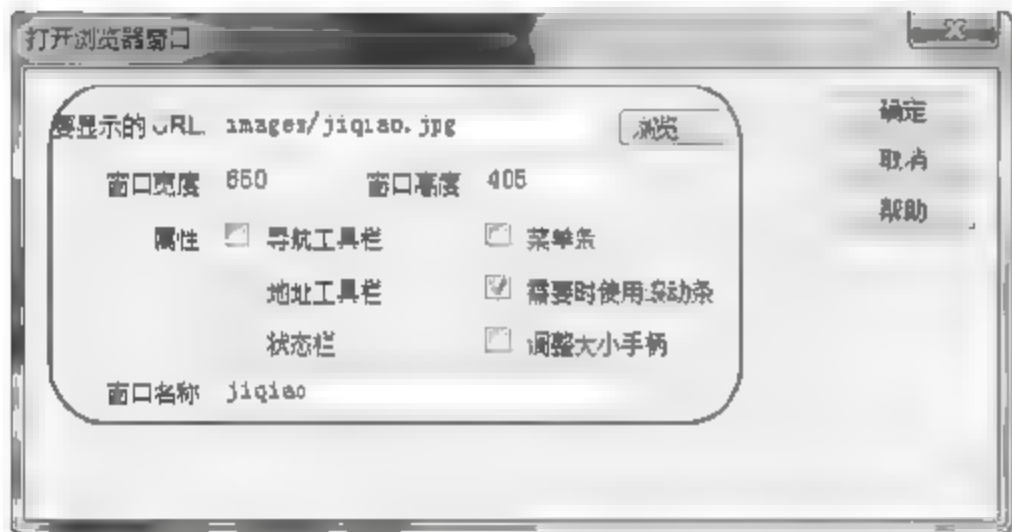 打开浏览器窗口
要显示的 URL: images/jiqiao.jpg 浏览
确定
窗口宽度 650 窗口高度 405
取消
属性 导航工具栏 菜单条
帮助
地址工具栏 需要时使用滚动条
状态栏 调整大小手柄
窗口名称 jiqiao